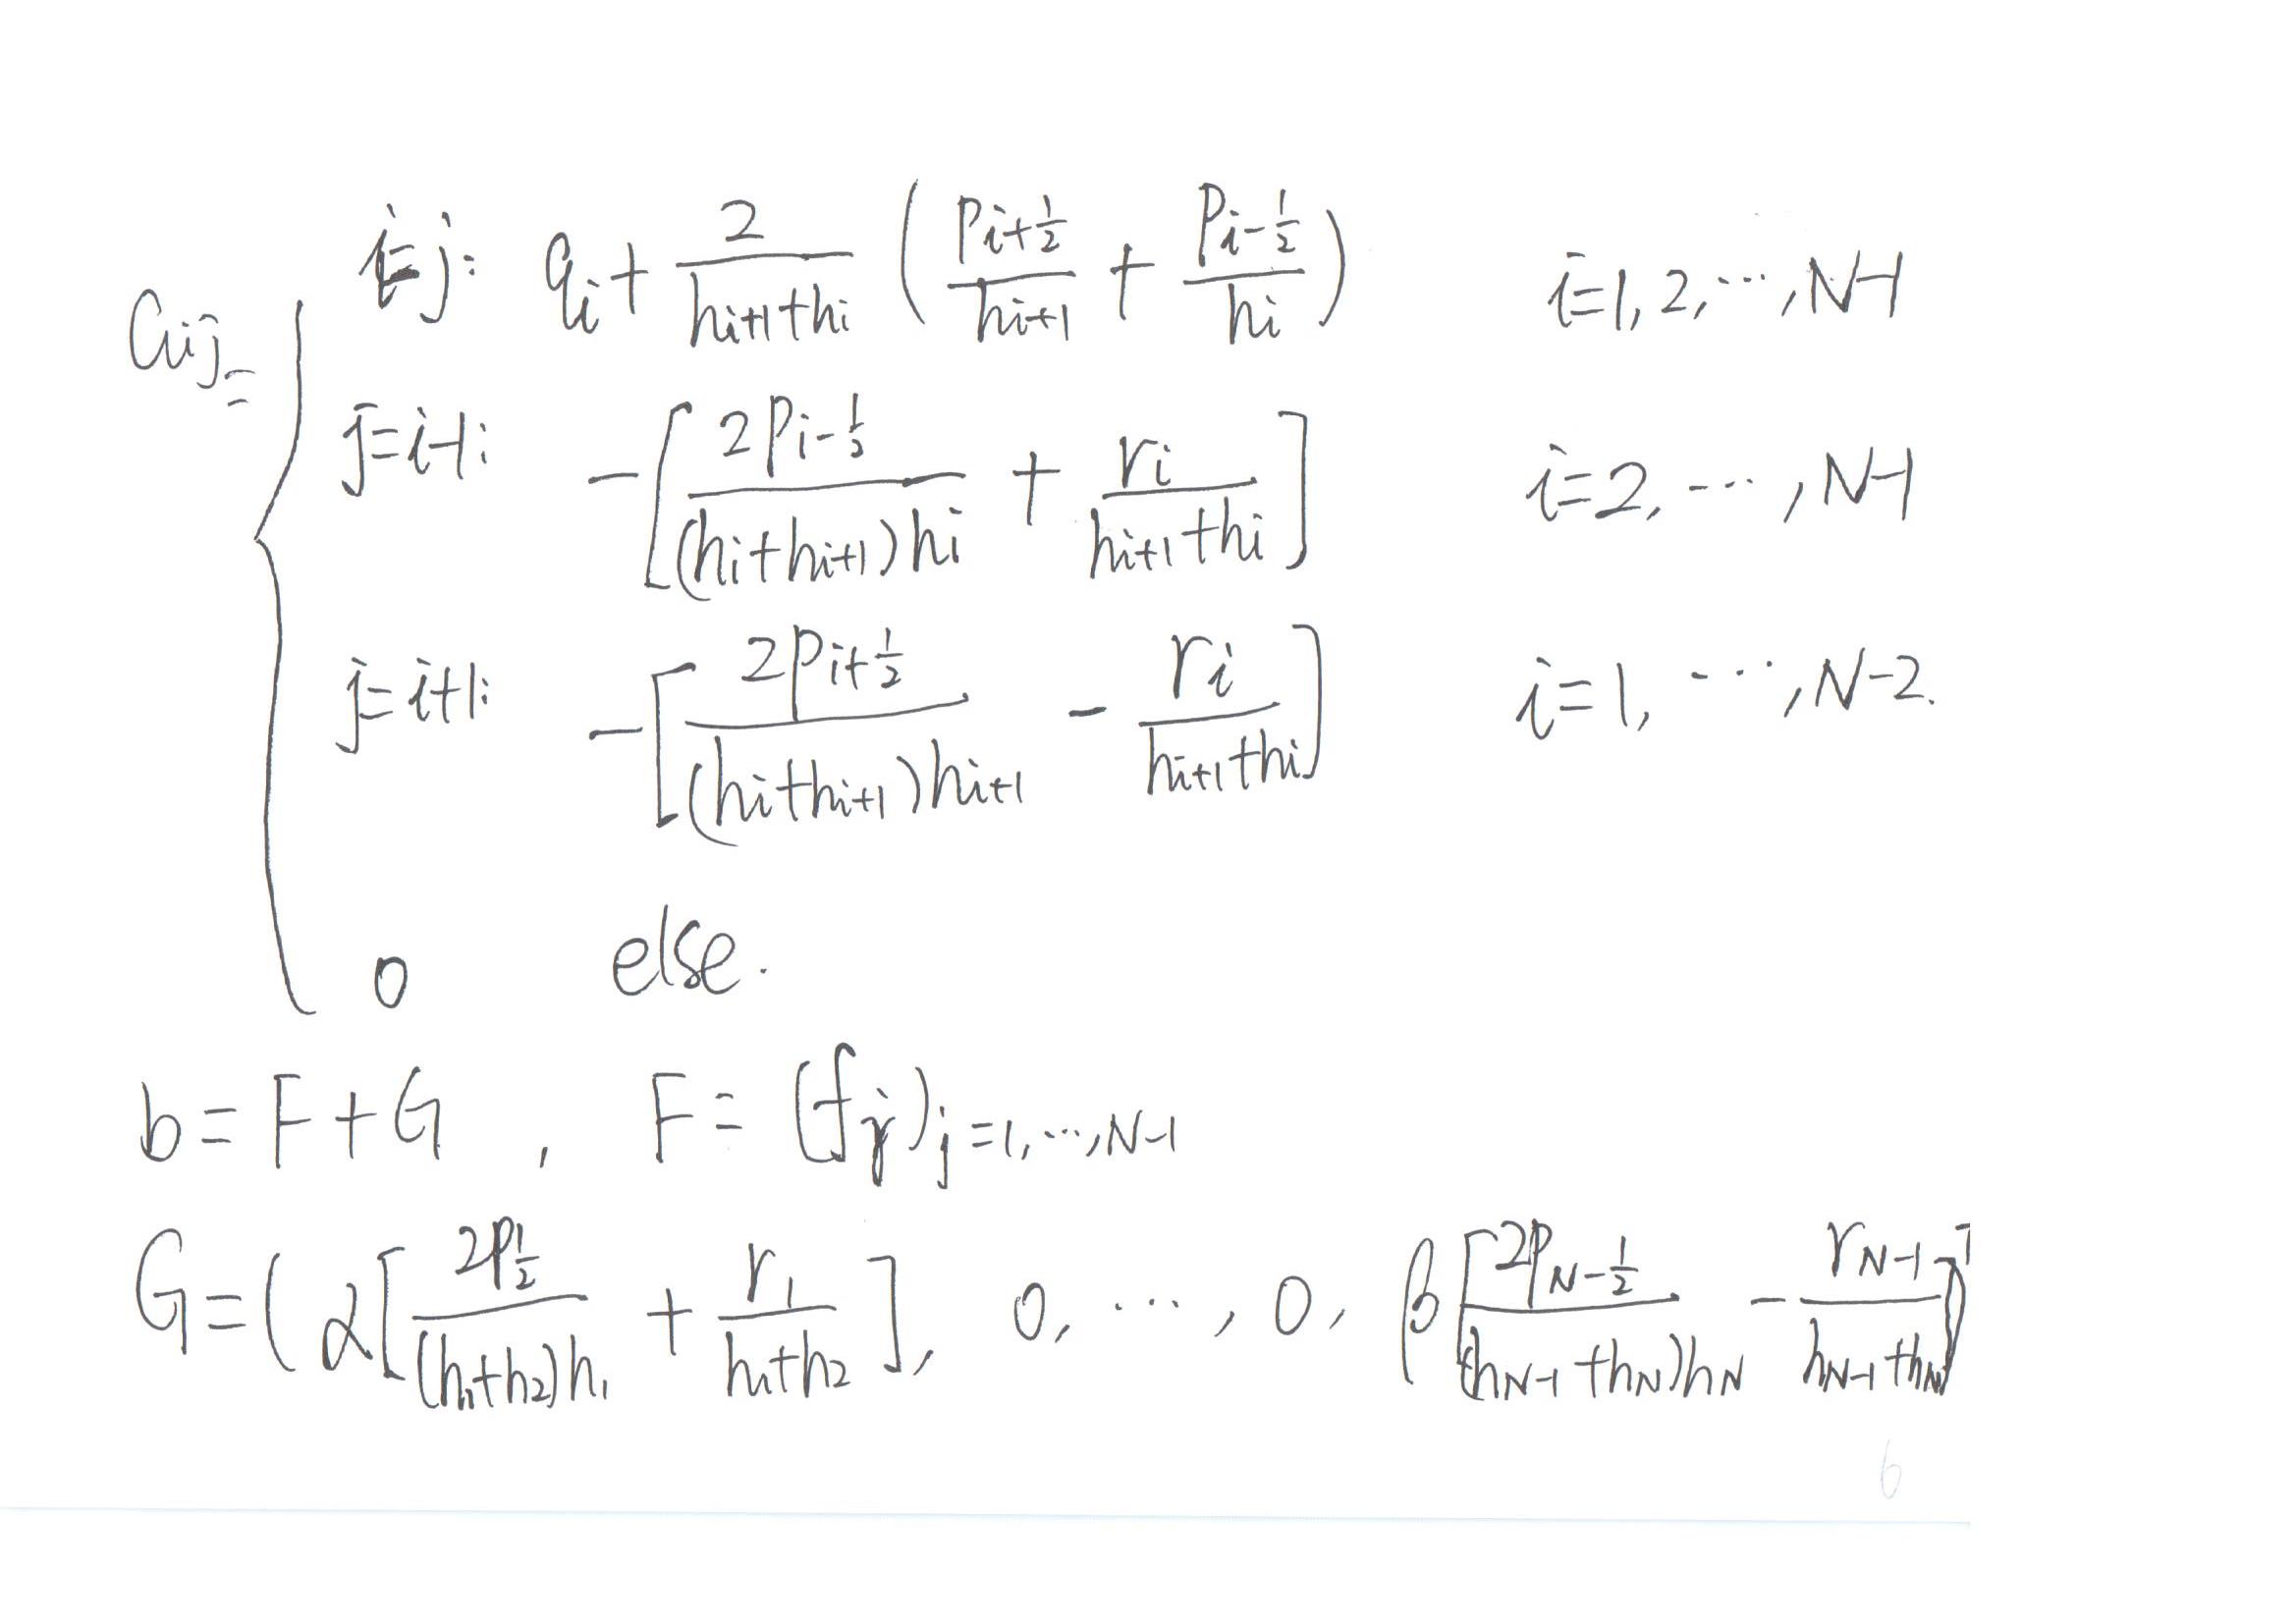 $a_{ij} = \begin{cases} i=j: & q_i + \frac{2}{h_{i+1}+h_i} \left( \frac{p_{i+\frac{1}{2}}}{h_{i+1}} + \frac{p_{i-\frac{1}{2}}}{h_i} \right) \quad i=1,2,\cdots,N-1 \\ j=i-1: & -\left[ \frac{2p_{i-\frac{1}{2}}}{(h_i+h_{i+1})h_i} + \frac{r_i}{h_{i+1}+h_i} \right] \quad i=2,\cdots,N-1 \\ j=i+1: & -\left[ \frac{2p_{i+\frac{1}{2}}}{(h_i+h_{i+1})h_{i+1}} - \frac{r_i}{h_{i+1}+h_i} \right] \quad i=1,\cdots,N-2. \\ 0 & \text{else.} \end{cases}$
$b = F + G, \quad F = (f_j)_{j=1,\cdots,N-1}$
$G = \left( \alpha \left[ \frac{2p_{\frac{1}{2}}}{(h_1+h_2)h_1} + \frac{r_1}{h_1+h_2} \right], 0, \cdots, 0, \beta \left[ \frac{2p_{N-\frac{1}{2}}}{(h_{N-1}+h_N)h_N} - \frac{r_{N-1}}{h_{N-1}+h_N} \right] \right)^T$
6